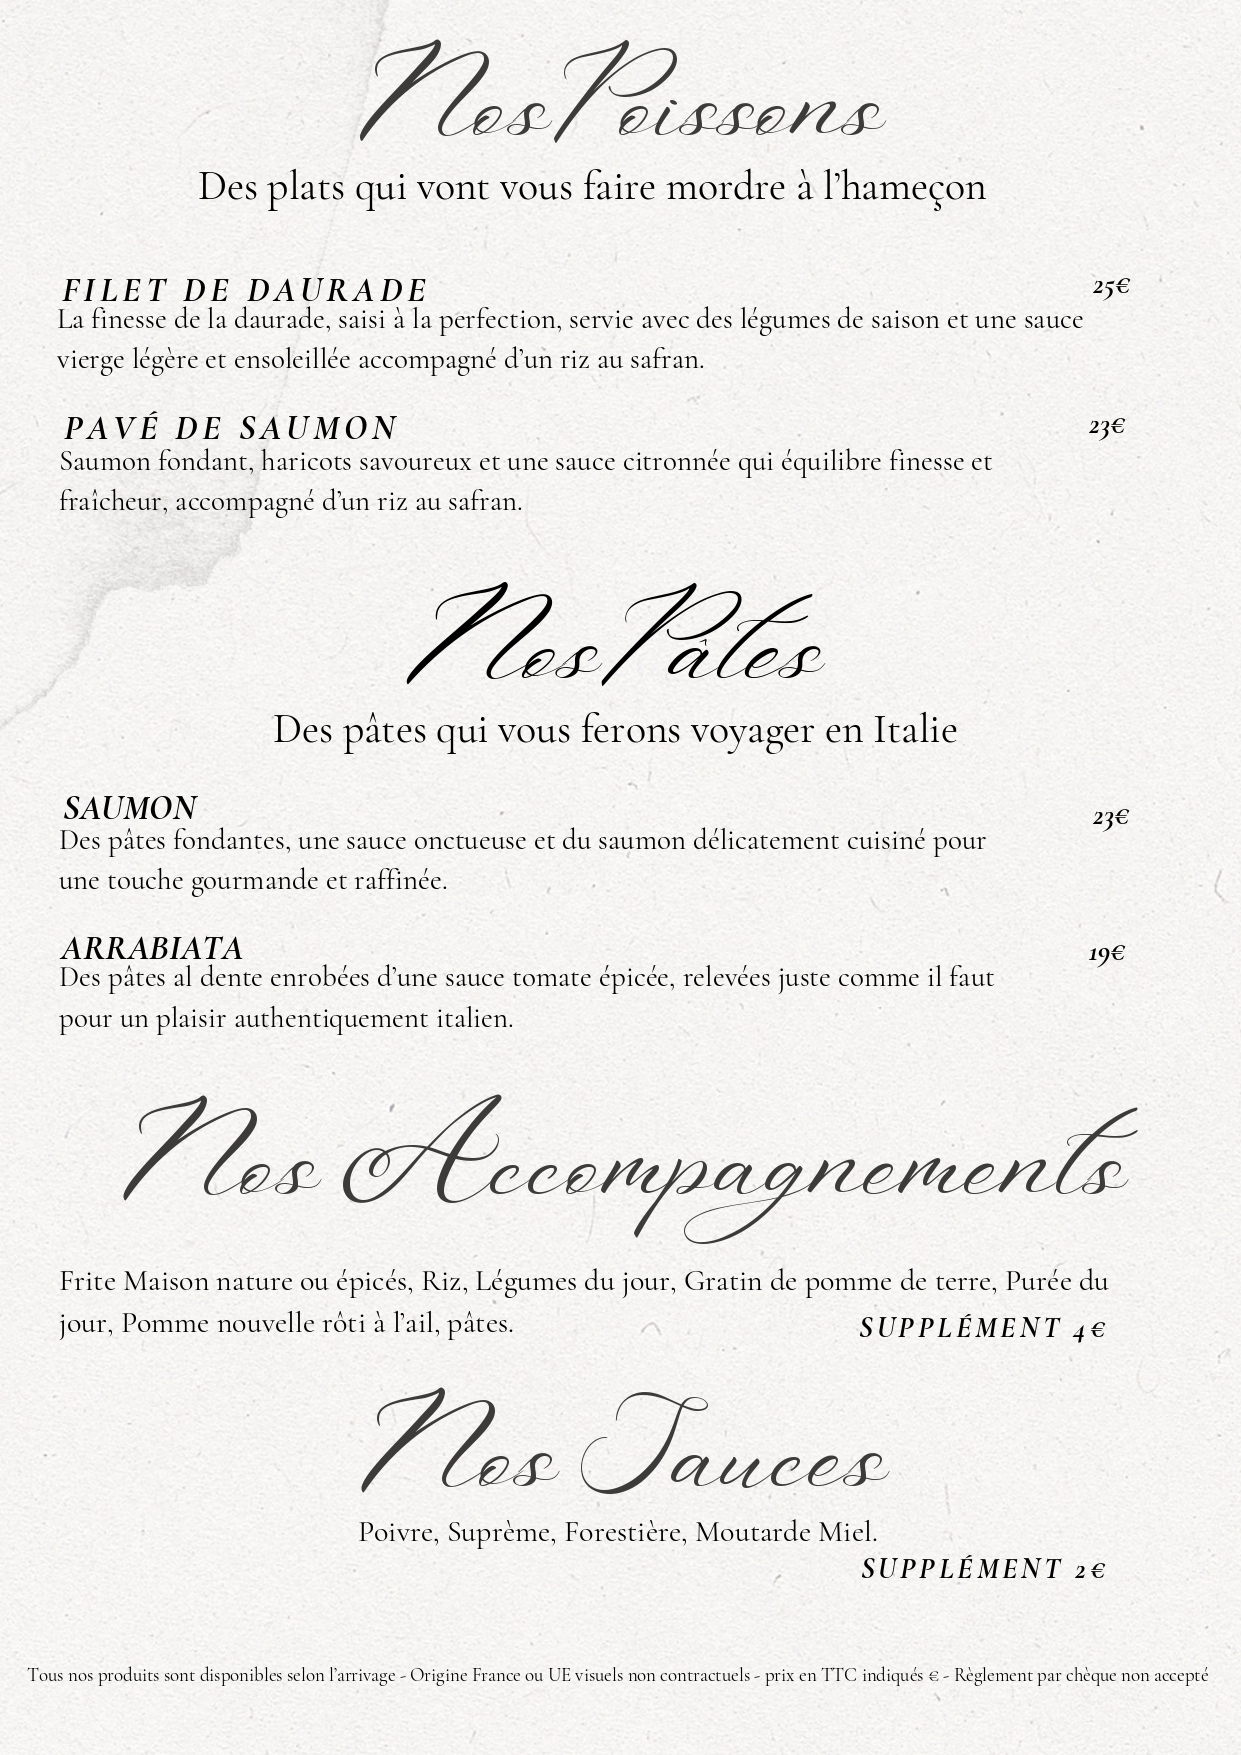 Nos Poissons
Des plats qui vont vous faire mordre à l’hameçon
FILET DE DAURADE 25€
La finesse de la daurade, saisi à la perfection, servie avec des légumes de saison et une sauce
vierge légère et ensoleillée accompagné d’un riz au safran.
PAVÉ DE SAUMON 23€
Saumon fondant, haricots savoureux et une sauce citronnée qui équilibre finesse et
fraîcheur, accompagné d’un riz au safran.
Nos Pâtes
Des pâtes qui vous ferons voyager en Italie
SAUMON 23€
Des pâtes fondantes, une sauce onctueuse et du saumon délicatement cuisiné pour
une touche gourmande et raffinée.
ARRABIATA 19€
Des pâtes al dente enrobées d’une sauce tomate épicée, relevées juste comme il faut
pour un plaisir authentiquement italien.
Nos Accompagnements
Frite Maison nature ou épicés, Riz, Légumes du jour, Gratin de pomme de terre, Purée du
jour, Pomme nouvelle rôti à l’ail, pâtes.
SUPPLÉMENT 4€
Nos Sauces
Poivre, Suprème, Forestière, Moutarde Miel.
SUPPLÉMENT 2€
Tous nos produits sont disponibles selon l’arrivage - Origine France ou UE visuels non contractuels - prix en TTC indiqués € - Règlement par chèque non accepté